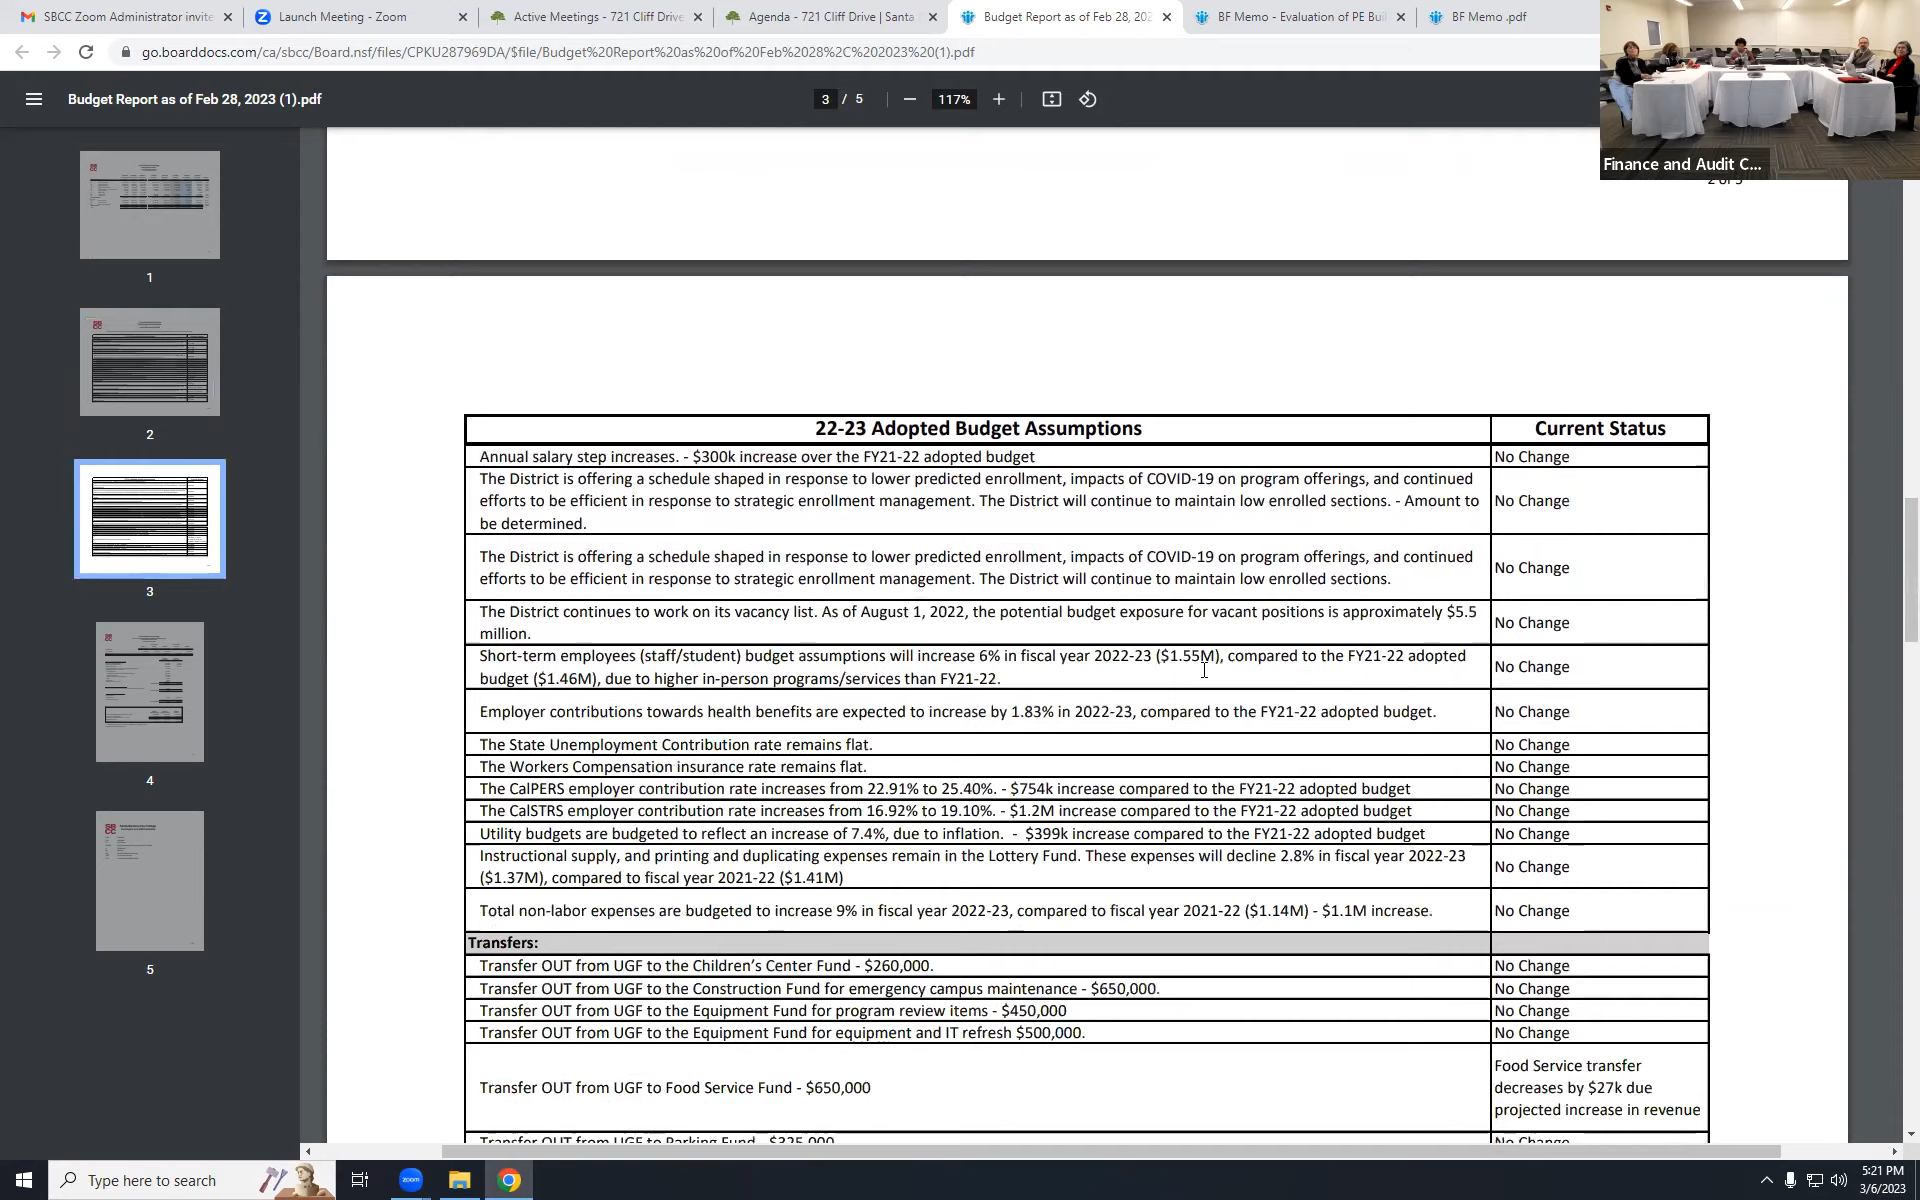 SBCC Zoom Administrator invite
Launch Meeting - Zoom
Active Meetings - 721 Cliff Drive
Agenda - 721 Cliff Drive | Santa
Budget Report as of Feb 28, 202
BF Memo - Evaluation of PE Bui
BF Memo .pdf
go.boarddocs.com/ca/sbcc/Board.nsf/files/CPKU287969DA/$file/Budget%20Report%20as%20of%20Feb%2028%2C%202023%20(1).pdf
Budget Report as of Feb 28, 2023 (1).pdf
3 / 5
117%
Finance and Audit C...
2 of 5
1
2
3
4
5
22-23 Adopted Budget Assumptions
Current Status
Annual salary step increases. - $300k increase over the FY21-22 adopted budget
No Change
The District is offering a schedule shaped in response to lower predicted enrollment, impacts of COVID-19 on program offerings, and continued
efforts to be efficient in response to strategic enrollment management. The District will continue to maintain low enrolled sections. - Amount to
be determined.
No Change
The District is offering a schedule shaped in response to lower predicted enrollment, impacts of COVID-19 on program offerings, and continued
efforts to be efficient in response to strategic enrollment management. The District will continue to maintain low enrolled sections.
No Change
The District continues to work on its vacancy list. As of August 1, 2022, the potential budget exposure for vacant positions is approximately $5.5
million.
No Change
Short-term employees (staff/student) budget assumptions will increase 6% in fiscal year 2022-23 ($1.55M), compared to the FY21-22 adopted
budget ($1.46M), due to higher in-person programs/services than FY21-22.
No Change
Employer contributions towards health benefits are expected to increase by 1.83% in 2022-23, compared to the FY21-22 adopted budget.
No Change
The State Unemployment Contribution rate remains flat.
No Change
The Workers Compensation insurance rate remains flat.
No Change
The CalPERS employer contribution rate increases from 22.91% to 25.40%. - $754k increase compared to the FY21-22 adopted budget
No Change
The CalSTRS employer contribution rate increases from 16.92% to 19.10%. - $1.2M increase compared to the FY21-22 adopted budget
No Change
Utility budgets are budgeted to reflect an increase of 7.4%, due to inflation. - $399k increase compared to the FY21-22 adopted budget
No Change
Instructional supply, and printing and duplicating expenses remain in the Lottery Fund. These expenses will decline 2.8% in fiscal year 2022-23
($1.37M), compared to fiscal year 2021-22 ($1.41M)
No Change
Total non-labor expenses are budgeted to increase 9% in fiscal year 2022-23, compared to fiscal year 2021-22 ($1.14M) - $1.1M increase.
No Change
Transfers:
Transfer OUT from UGF to the Children's Center Fund - $260,000.
No Change
Transfer OUT from UGF to the Construction Fund for emergency campus maintenance - $650,000.
No Change
Transfer OUT from UGF to the Equipment Fund for program review items - $450,000
No Change
Transfer OUT from UGF to the Equipment Fund for equipment and IT refresh $500,000.
No Change
Transfer OUT from UGF to Food Service Fund - $650,000
Food Service transfer
decreases by $27k due
projected increase in revenue
Transfer OUT from UGF to Parking Fund - $325,000
No Change
Type here to search
zoom
5:21 PM
3/6/2023